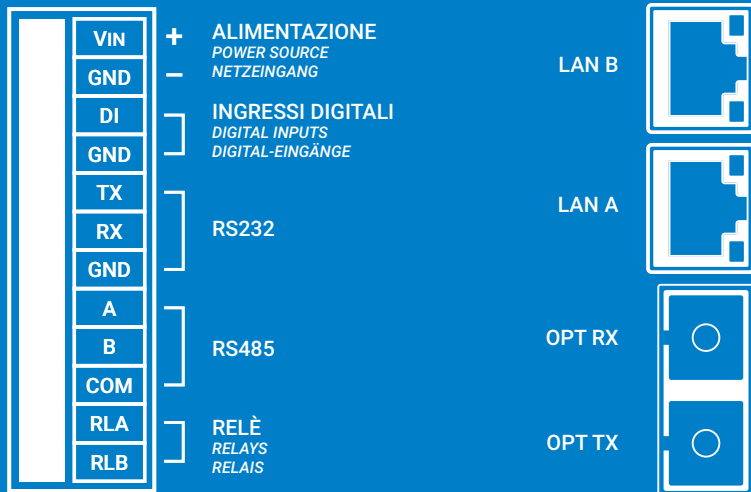 VIN
+
ALIMENTAZIONE
POWER SOURCE
NETZEINGANG
GND
–
DI
INGRESSI DIGITALI
DIGITAL INPUTS
DIGITAL-EINGÄNGE
GND
TX
RX
GND
RS232
A
B
COM
RS485
RLA
RLB
RELÈ
RELAYS
RELAIS
LAN B
LAN A
OPT RX
OPT TX